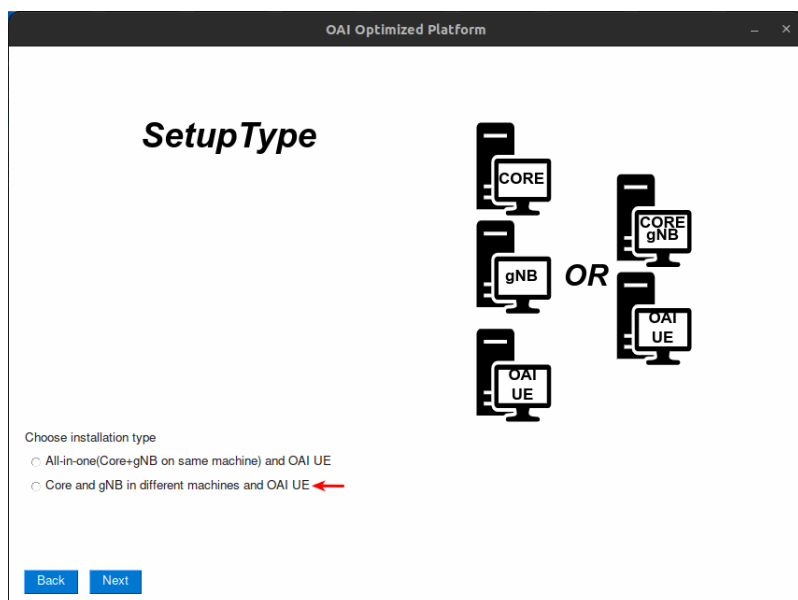 OAI Optimized Platform
SetupType
CORE
gNB
OAI
UE
OR
CORE
gNB
OAI
UE
Choose installation type
All-in-one(Core+gNB on same machine) and OAI UE
Core and gNB in different machines and OAI UE
Back
Next